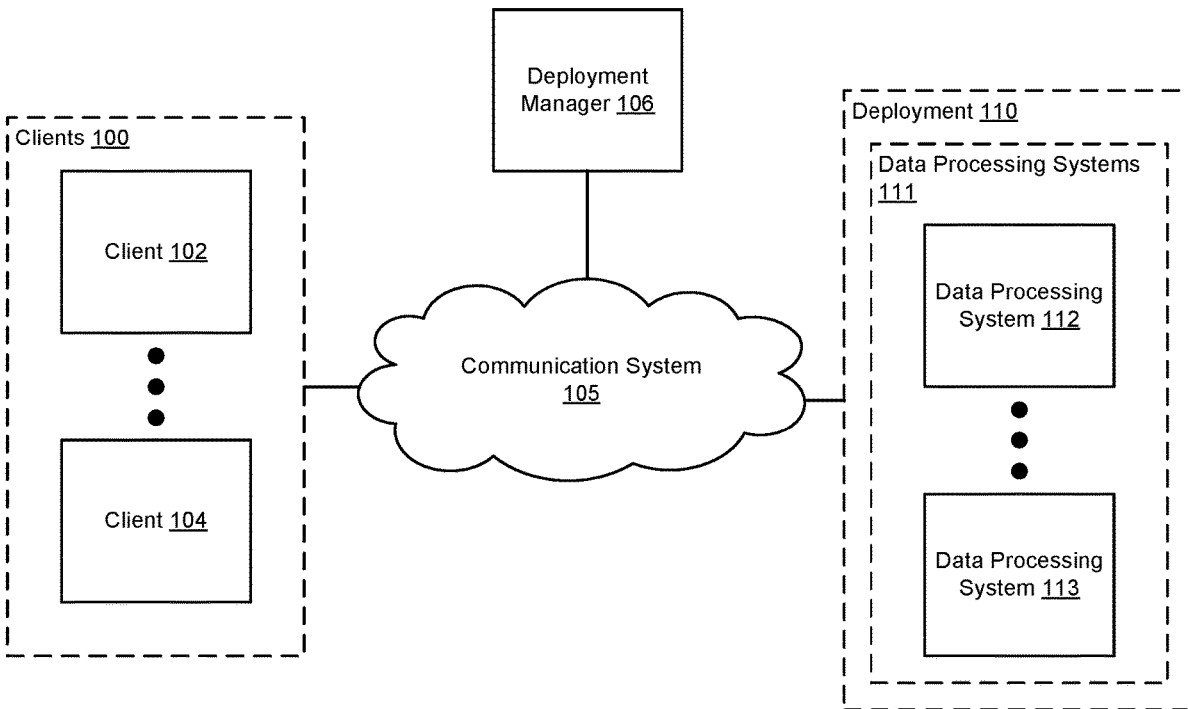 Deployment
Manager 106
Clients 100
Client 102
Client 104
Communication System
105
Deployment 110
Data Processing Systems
111
Data Processing
System 112
Data Processing
System 113